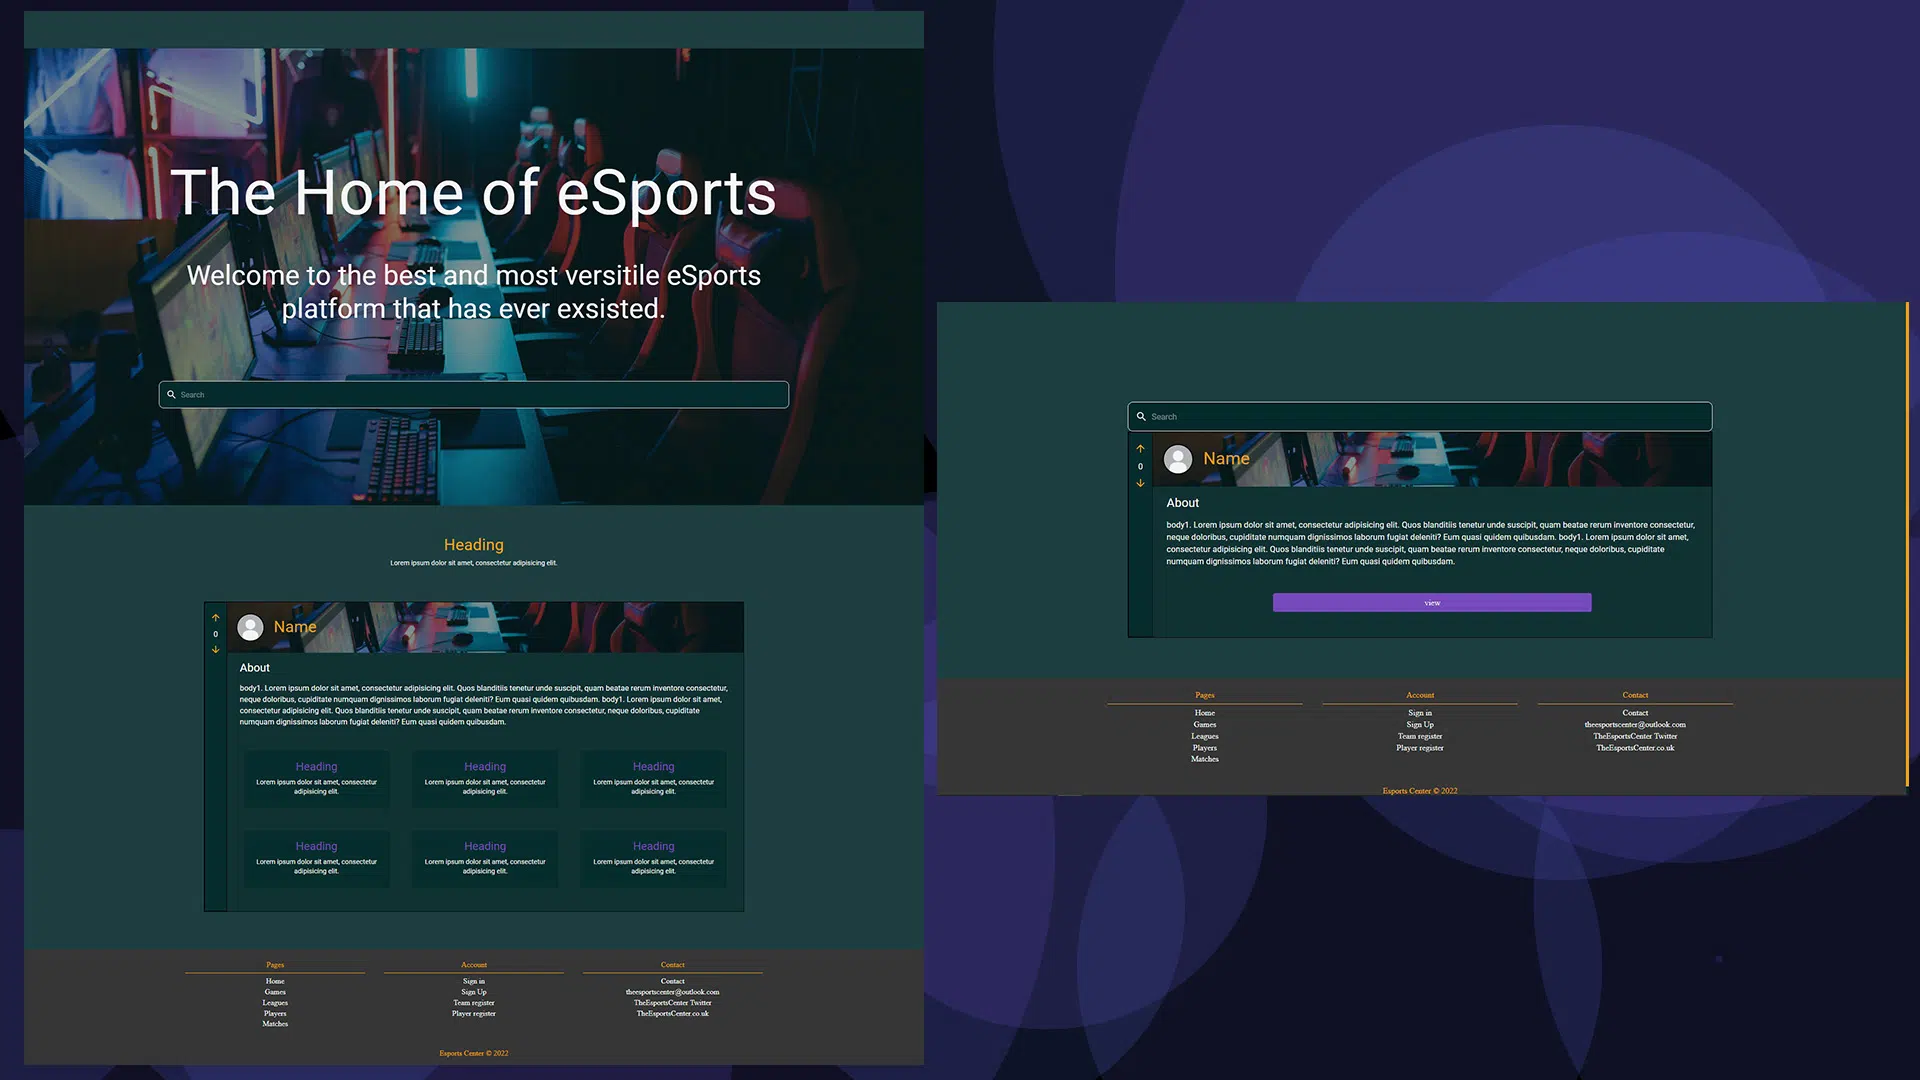 The Home of eSports
Welcome to the best and most versitile eSports
platform that has ever exsisted.
Search
Heading
Lorem ipsum dolor sit amet, consectetur adipisicing elit.
0
Name
About
body1. Lorem ipsum dolor sit amet, consectetur adipisicing elit. Quos blanditiis tenetur unde suscipit, quam beatae rerum inventore consectetur,
neque doloribus, cupiditate numquam dignissimos laborum fugiat deleniti? Eum quasi quidem quibusdam. body1. Lorem ipsum dolor sit amet,
consectetur adipisicing elit. Quos blanditiis tenetur unde suscipit, quam beatae rerum inventore consectetur, neque doloribus, cupiditate
numquam dignissimos laborum fugiat deleniti? Eum quasi quidem quibusdam.
Heading
Lorem ipsum dolor sit amet, consectetur
adipisicing elit.
Heading
Lorem ipsum dolor sit amet, consectetur
adipisicing elit.
Heading
Lorem ipsum dolor sit amet, consectetur
adipisicing elit.
Heading
Lorem ipsum dolor sit amet, consectetur
adipisicing elit.
Heading
Lorem ipsum dolor sit amet, consectetur
adipisicing elit.
Heading
Lorem ipsum dolor sit amet, consectetur
adipisicing elit.
Pages
Home
Games
Leagues
Players
Matches
Account
Sign in
Sign Up
Team register
Player register
Contact
Contact
theesportscenter@outlook.com
TheEsportsCenter Twitter
TheEsportsCenter.co.uk
Esports Center © 2022
Search
0
Name
About
body1. Lorem ipsum dolor sit amet, consectetur adipisicing elit. Quos blanditiis tenetur unde suscipit, quam beatae rerum inventore consectetur,
neque doloribus, cupiditate numquam dignissimos laborum fugiat deleniti? Eum quasi quidem quibusdam. body1. Lorem ipsum dolor sit amet,
consectetur adipisicing elit. Quos blanditiis tenetur unde suscipit, quam beatae rerum inventore consectetur, neque doloribus, cupiditate
numquam dignissimos laborum fugiat deleniti? Eum quasi quidem quibusdam.
view
Pages
Home
Games
Leagues
Players
Matches
Account
Sign in
Sign Up
Team register
Player register
Contact
Contact
theesportscenter@outlook.com
TheEsportsCenter Twitter
TheEsportsCenter.co.uk
Esports Center © 2022